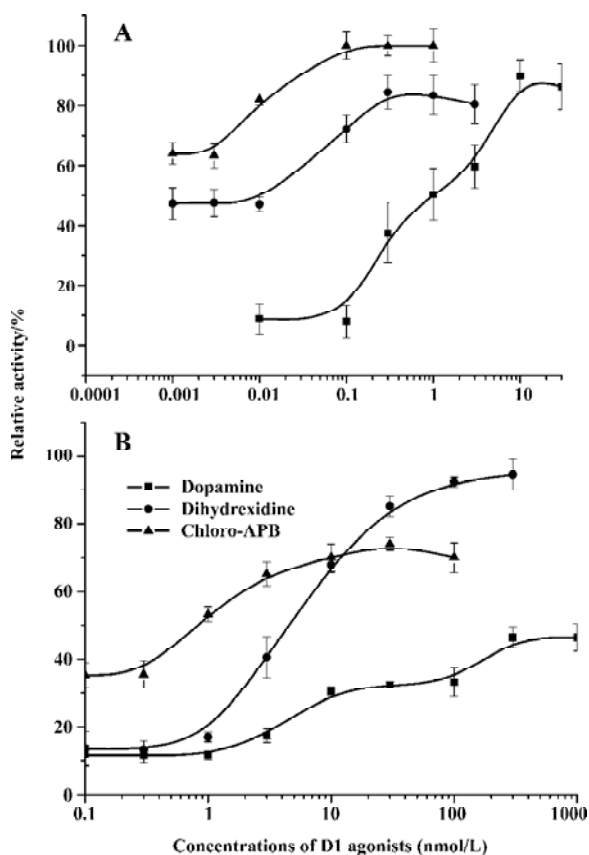 A
100
80
60
40
20
0
0.0001 0.001 0.01 0.1 1 10
Relative activity/%
B
100
80
60
40
20
0
Dopamine
Dihydrexidine
Chloro-APB
0.1 1 10 100 1000
Concentrations of D1 agonists (nmol/L)